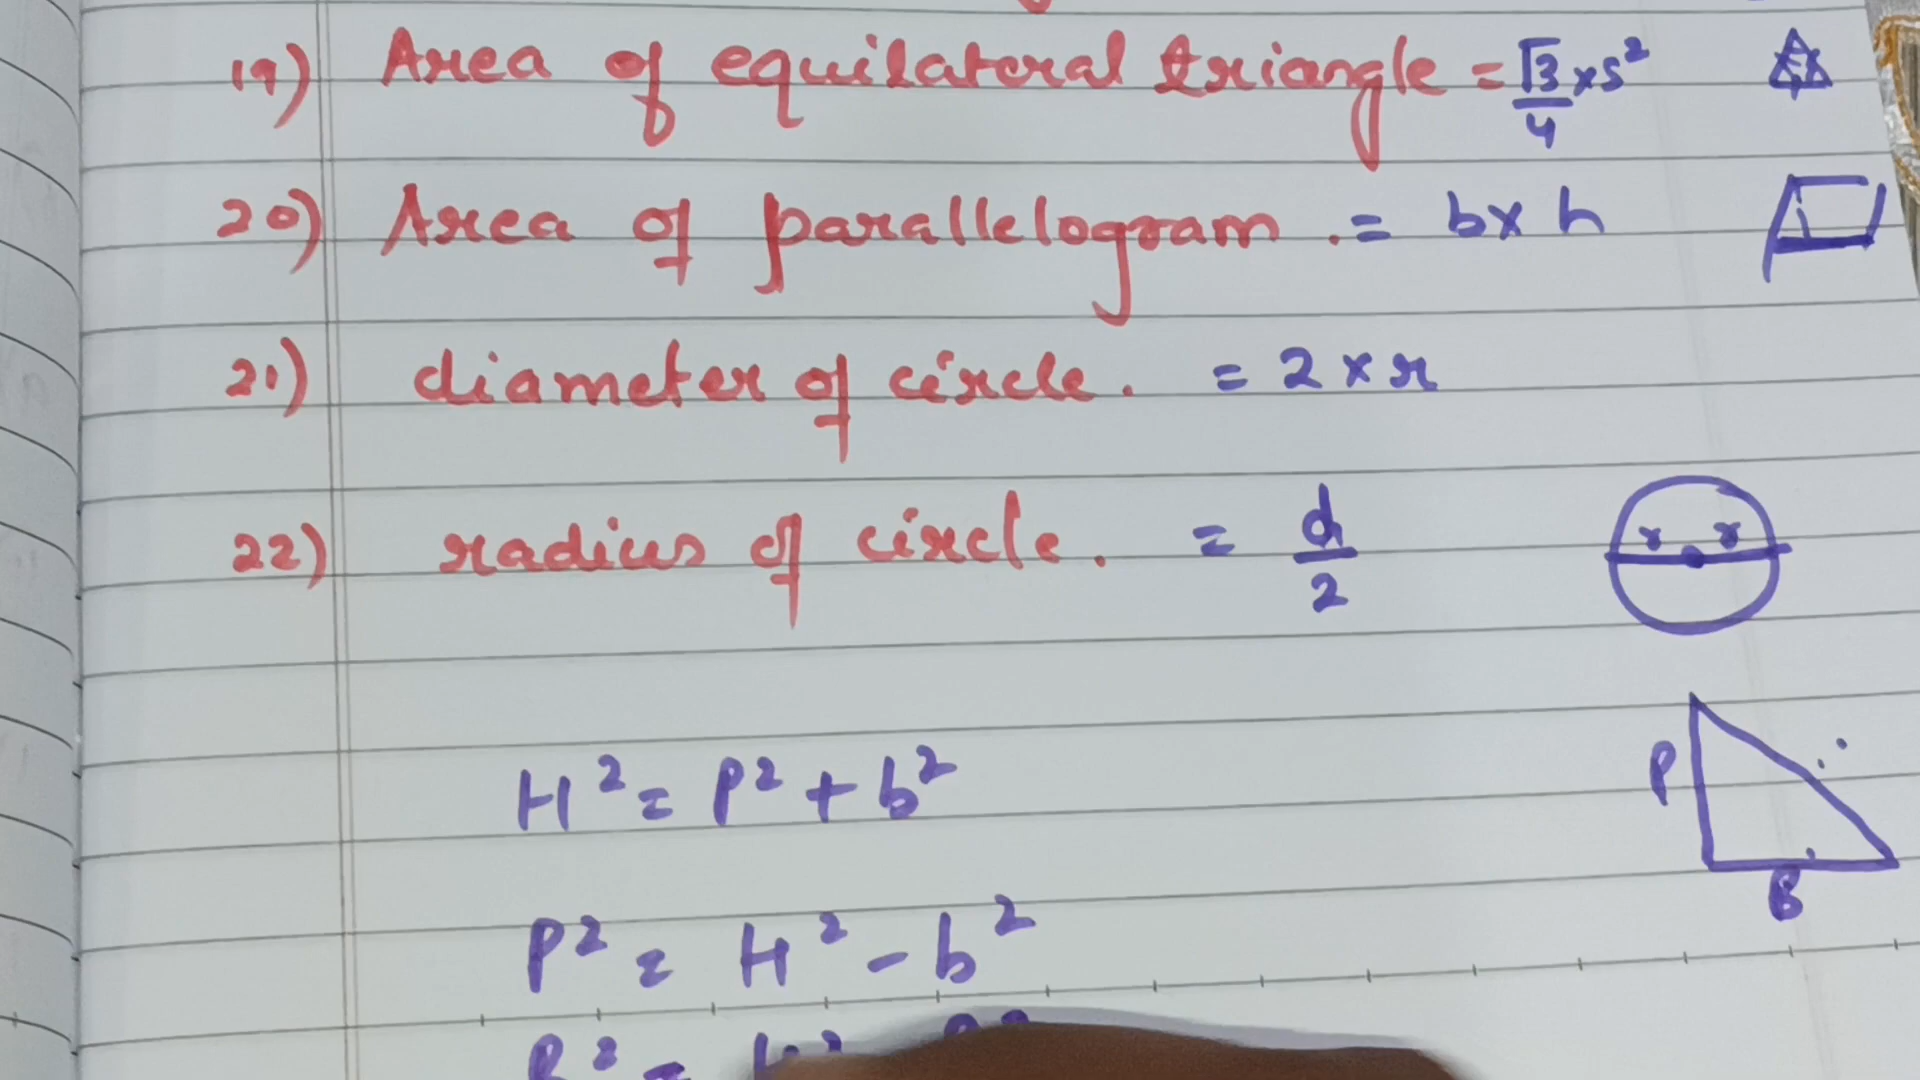 19) Area of equilateral triangle = √3/4 × s²
20) Area of parallelogram . = b × h
21) diameter of circle. = 2 × r
22) radius of circle. = d/2
r r
H² = P² + b²
P
B
P² = H² - b²